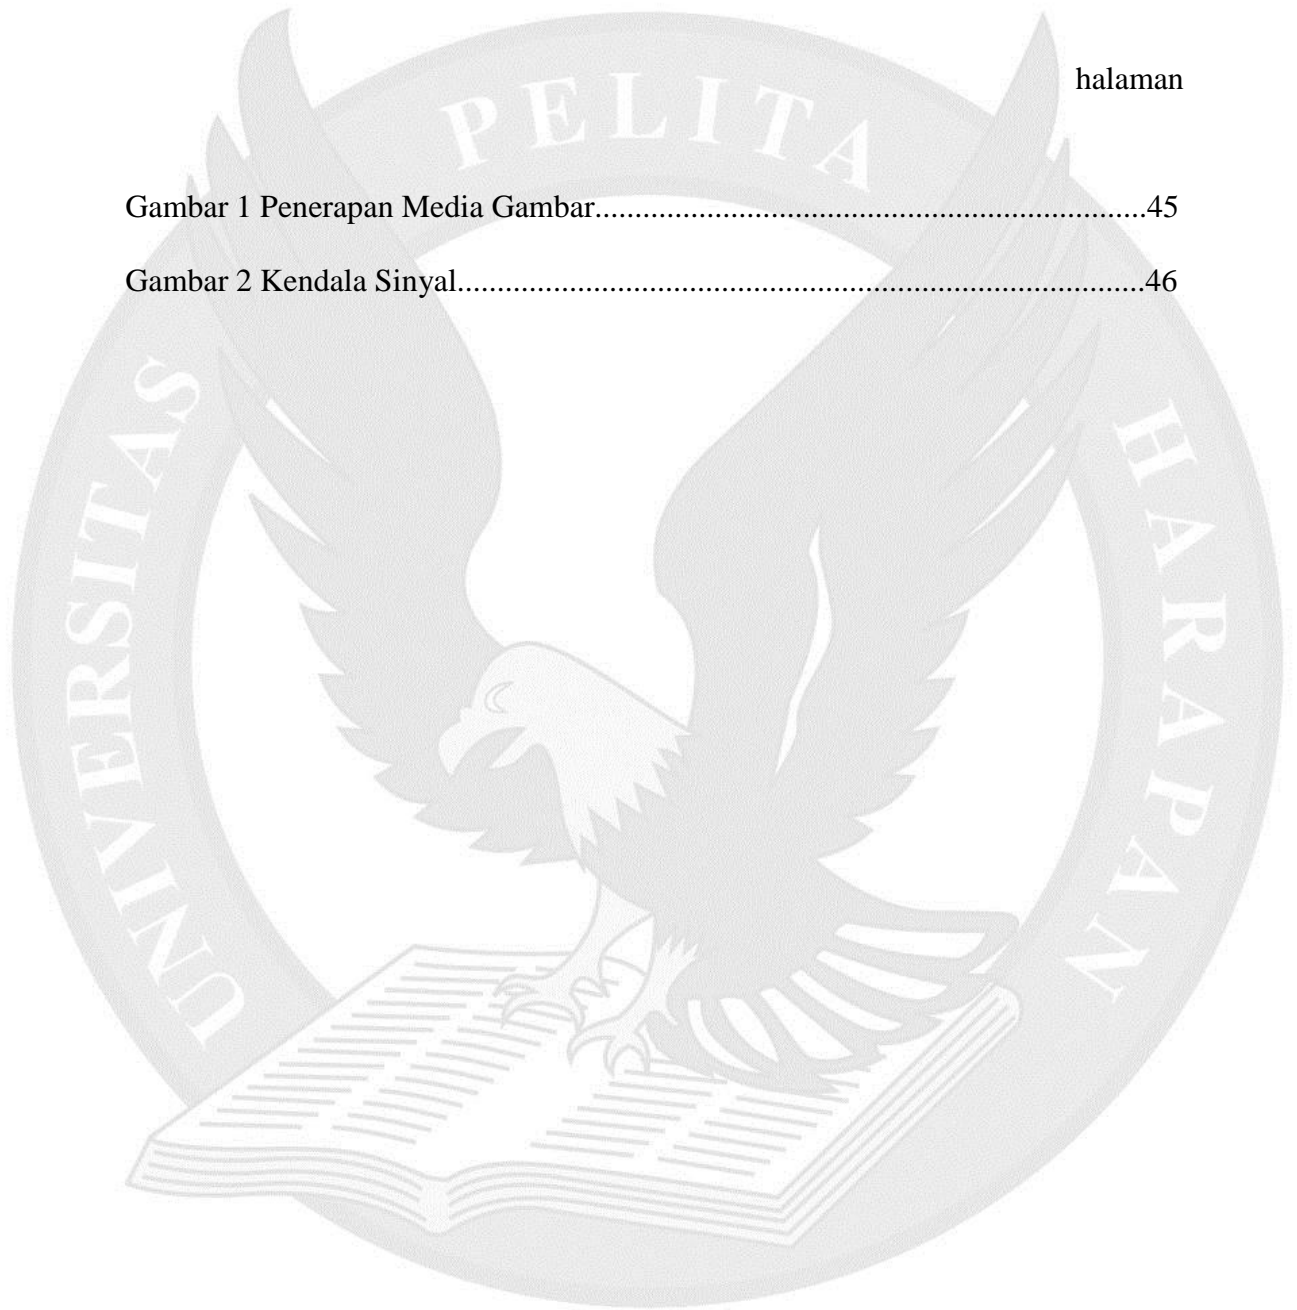 PELITA
halaman
Gambar 1 Penerapan Media Gambar......................................................................45
Gambar 2 Kendala Sinyal.......................................................................................46
UNIVERSITAS
HARAPAN